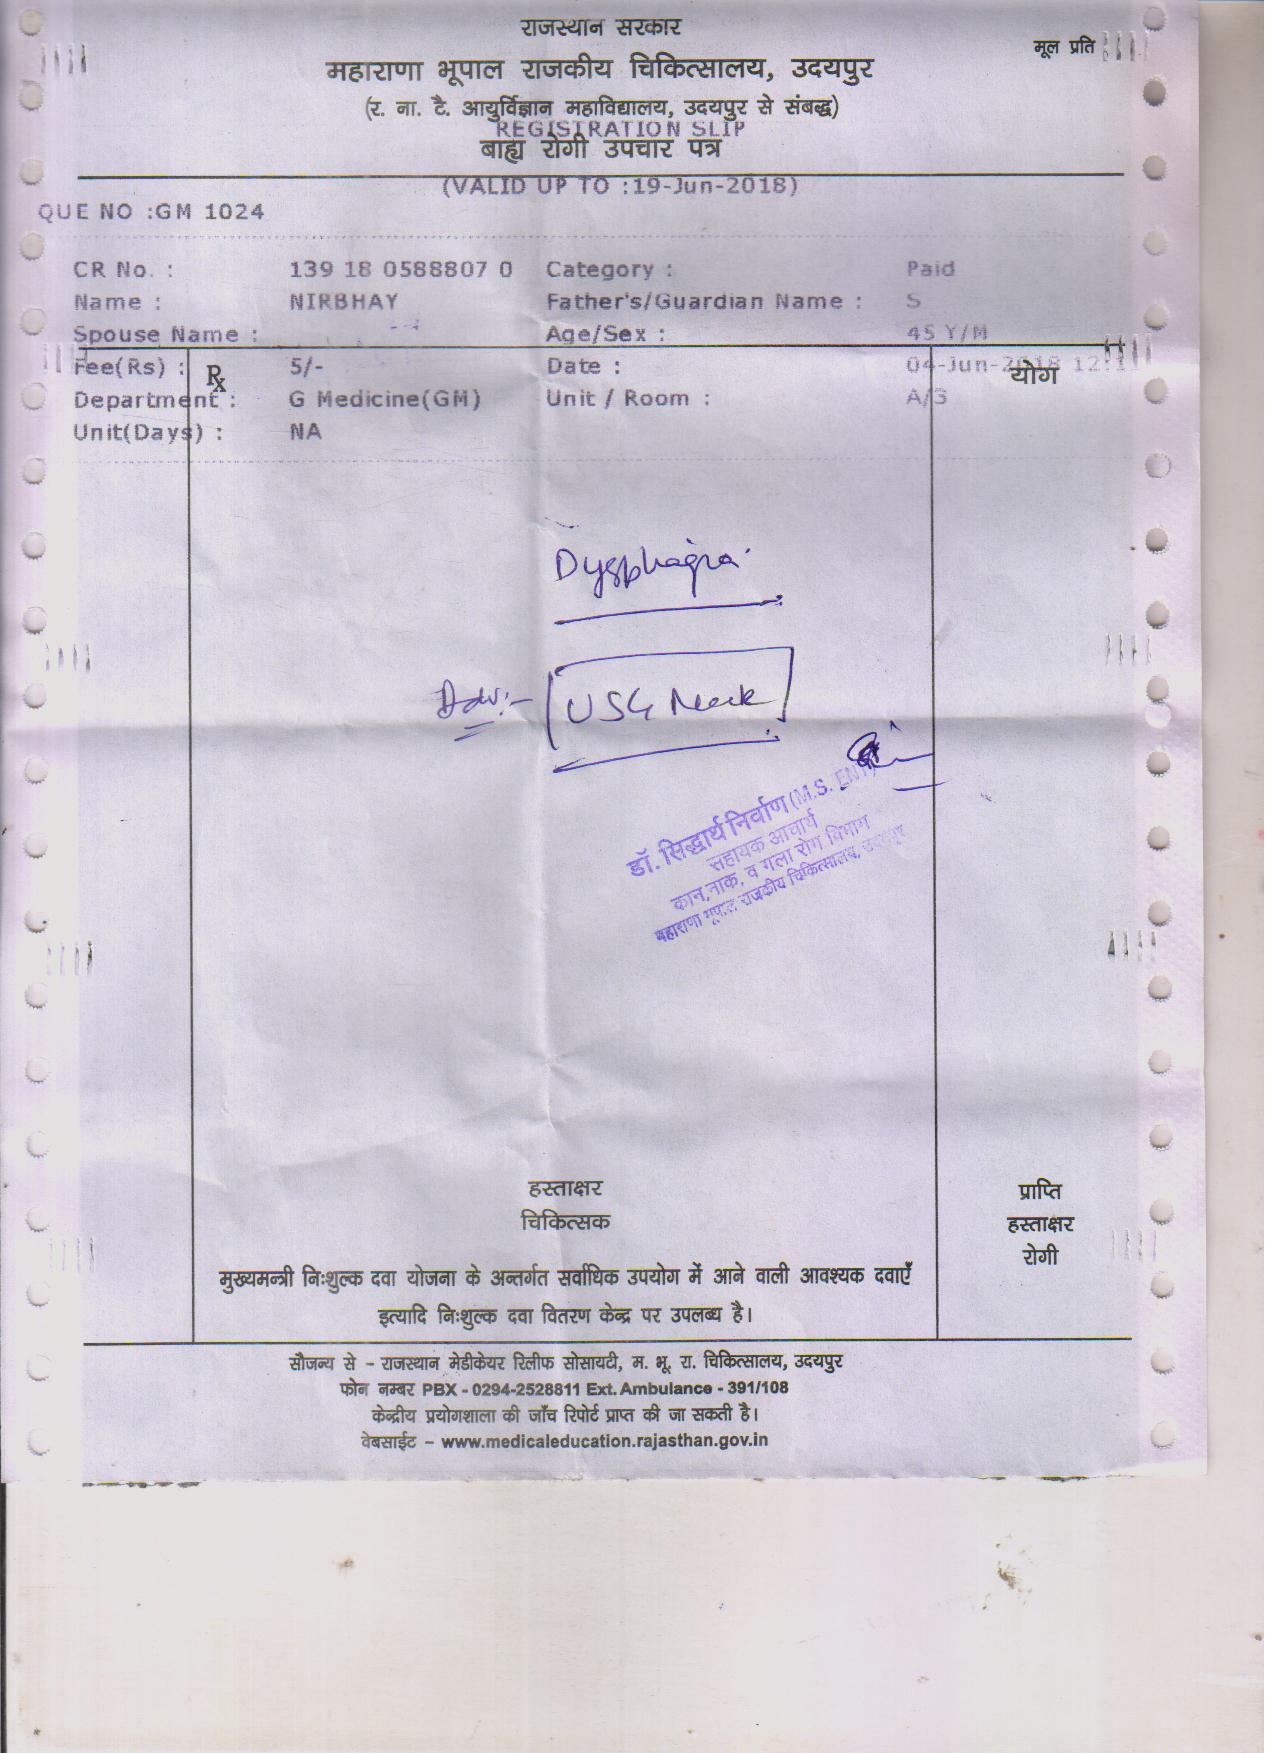 राजस्थान सरकार
मूल प्रति
महाराणा भूपाल राजकीय चिकित्सालय, उदयपुर
(र. ना. टै. आयुर्विज्ञान महाविद्यालय, उदयपुर से संबद्ध)
REGISTRATION SLIP
बाह्य रोगी उपचार पत्र
(VALID UP TO :19-Jun-2018)
QUE NO :GM 1024
CR No. : 139 18 0588807 0 Category : Paid
Name : NIRBHAY Father's/Guardian Name : S
Spouse Name : Age/Sex : 45 Y/M
Fee(Rs) : 5/- Date : 04-Jun-2018 12:1
℞ योग
Department : G Medicine(GM) Unit / Room : A/3
Unit(Days) : NA
Dysphagia
Adv:- USG Neck
डॉ. सिद्धार्थ निर्वाण (M.S. ENT)
सहायक आचार्य
कान,नाक, व गला रोग विभाग
महाराणा भूपाल राजकीय चिकित्सालय, उदयपुर
हस्ताक्षर
चिकित्सक
प्राप्ति
हस्ताक्षर
रोगी
मुख्यमन्त्री निःशुल्क दवा योजना के अन्तर्गत सर्वाधिक उपयोग में आने वाली आवश्यक दवाएँ
इत्यादि निःशुल्क दवा वितरण केन्द्र पर उपलब्ध है।
सौजन्य से – राजस्थान मेडीकेयर रिलीफ सोसायटी, म. भू. रा. चिकित्सालय, उदयपुर
फोन नम्बर PBX - 0294-2528811 Ext. Ambulance - 391/108
केन्द्रीय प्रयोगशाला की जाँच रिपोर्ट प्राप्त की जा सकती है।
वेबसाईट – www.medicaleducation.rajasthan.gov.in